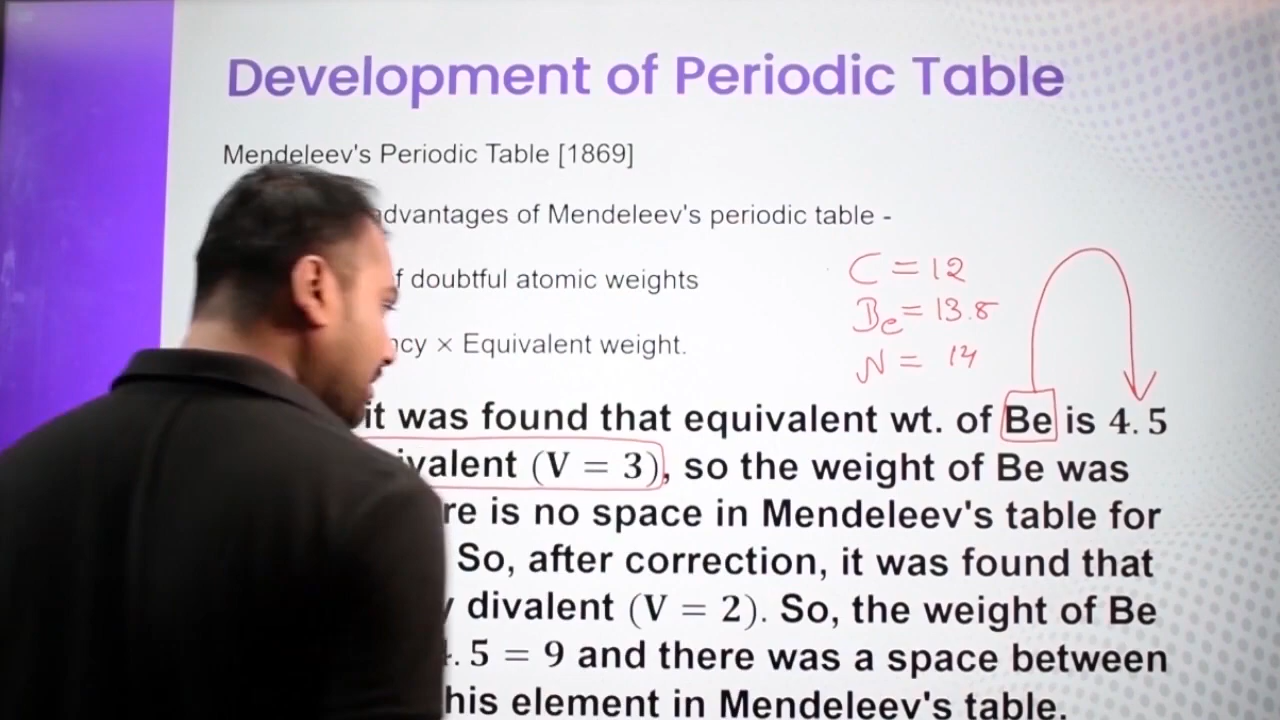 Development of Periodic Table
Mendeleev's Periodic Table [1869]
advantages of Mendeleev's periodic table -
f doubtful atomic weights
ncy × Equivalent weight.
C = 12
Be = 13.5
N = 14
it was found that equivalent wt. of Be is 4.5
ivalent (V = 3), so the weight of Be was
re is no space in Mendeleev's table for
So, after correction, it was found that
y divalent (V = 2). So, the weight of Be
.5 = 9 and there was a space between
his element in Mendeleev's table.